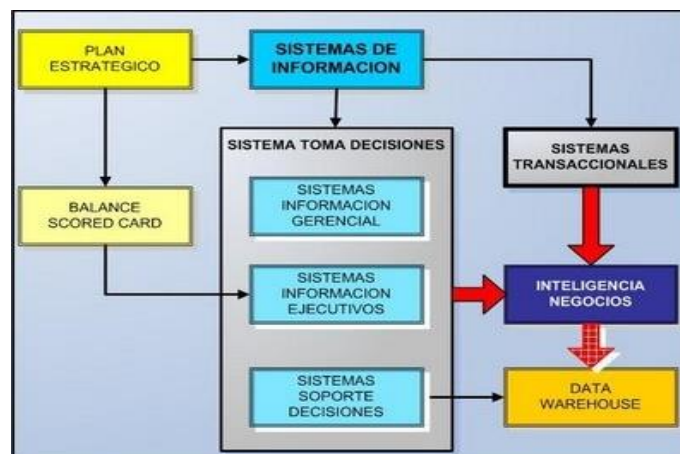 PLAN
ESTRATEGICO
SISTEMAS DE
INFORMACION
SISTEMA TOMA DECISIONES
SISTEMAS
TRANSACCIONALES
SISTEMAS
INFORMACION
GERENCIAL
BALANCE
SCORED CARD
SISTEMAS
INFORMACION
EJECUTIVOS
INTELIGENCIA
NEGOCIOS
SISTEMAS
SOPORTE
DECISIONES
DATA
WAREHOUSE